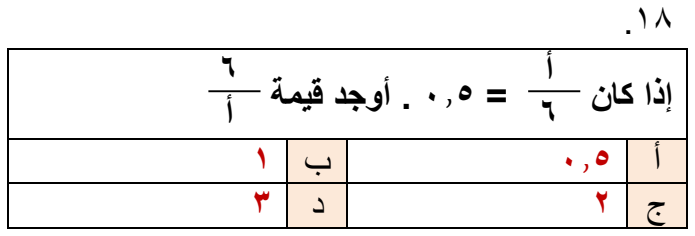 ١٨.
إذا كان أ/٦ = ٠,٥ . أوجد قيمة ٦/أ
أ ٠,٥ ب ١
ج ٢ د ٣